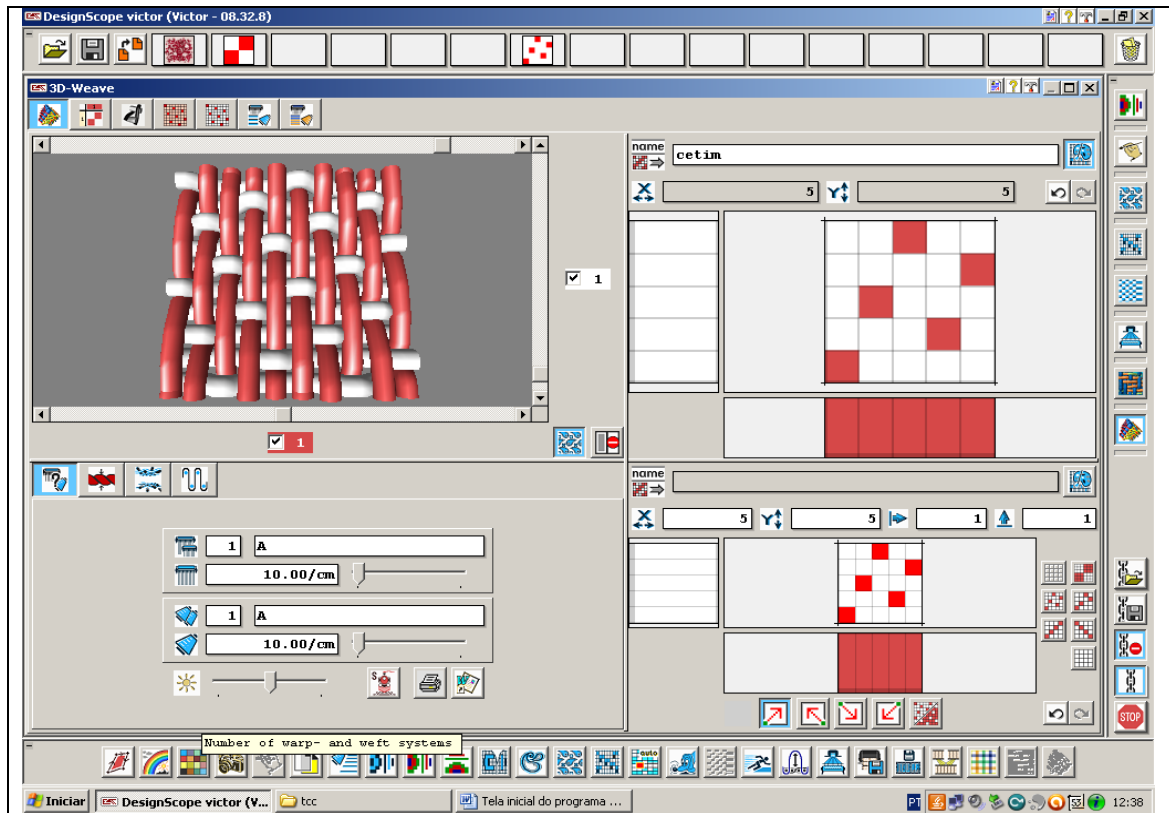 DesignScope victor (Victor - 08.32.8)
3D-Weave
name
cetim
X 5 Y 5
1
1
name
X 5 Y 5 1 1
1 A
10.00/cm
1 A
10.00/cm
S
Number of warp- and weft systems
auto
STOP
Iniciar
DesignScope victor (V...
tcc
Tela inicial do programa ...
PT
12:38